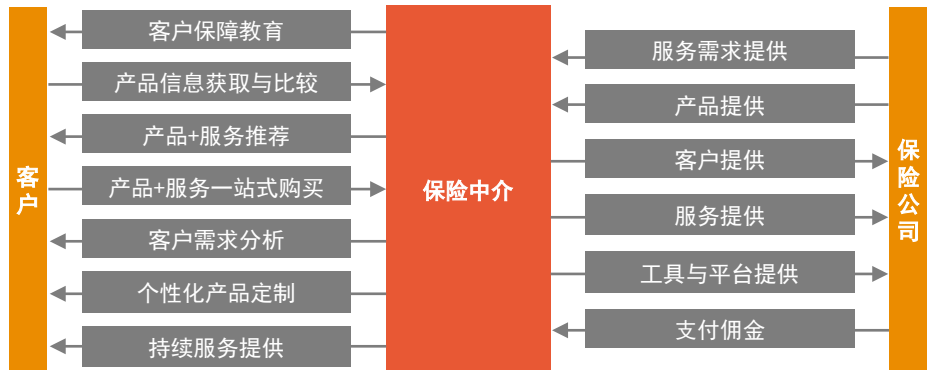 客户
客户保障教育
产品信息获取与比较
产品+服务推荐
产品+服务一站式购买
客户需求分析
个性化产品定制
持续服务提供
保险中介
服务需求提供
产品提供
客户提供
服务提供
工具与平台提供
支付佣金
保险公司